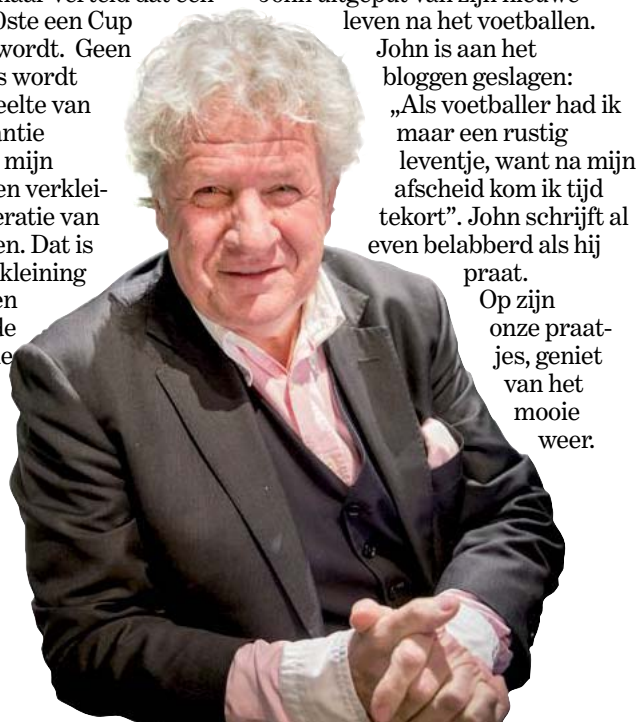 verteld dat een
Oste een Cup
wordt. Geen
s wordt
eelte van
antie
mijn
en verklei-
eratie van
en. Dat is
kleining
en
le
e
John uitgeput van zijn nieuwe
leven na het voetballen.
John is aan het
bloggen geslagen:
„Als voetballer had ik
maar een rustig
leventje, want na mijn
afscheid kom ik tijd
tekort”. John schrijft al
even belabberd als hij
praat.
Op zijn
onze praat-
jes, geniet
van het
mooie
weer.